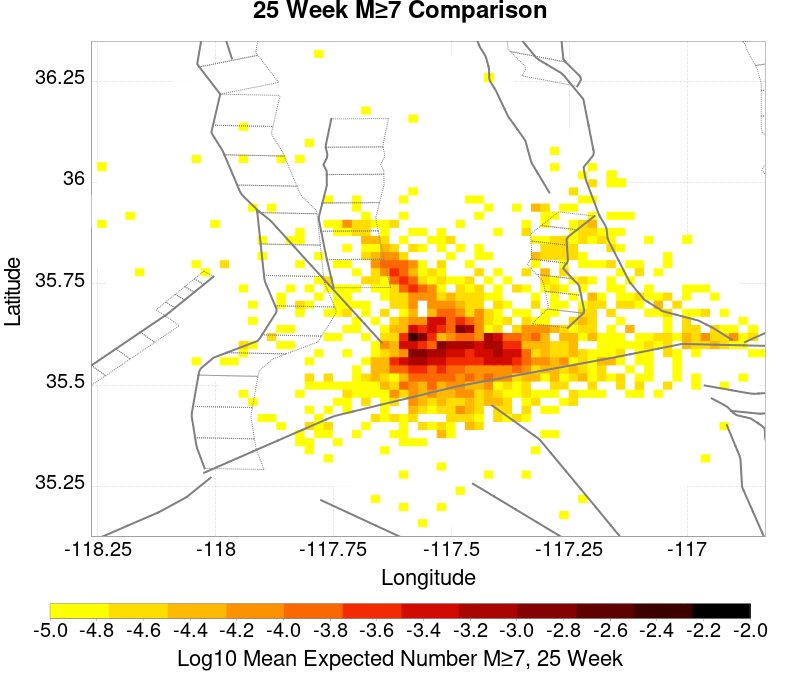 25 Week M≥7 Comparison
36.25
36
35.75
35.5
35.25
Latitude
-118.25 -118 -117.75 -117.5 -117.25 -117
Longitude
-5.0 -4.8 -4.6 -4.4 -4.2 -4.0 -3.8 -3.6 -3.4 -3.2 -3.0 -2.8 -2.6 -2.4 -2.2 -2.0
Log10 Mean Expected Number M≥7, 25 Week